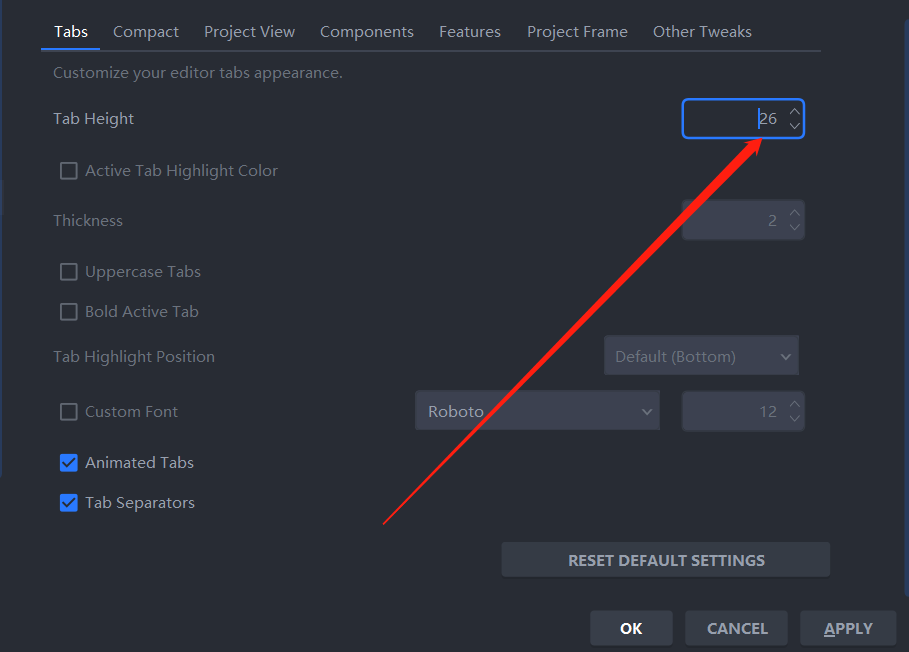 Tabs Compact Project View Components Features Project Frame Other Tweaks
Customize your editor tabs appearance.
Tab Height 26
Active Tab Highlight Color
Thickness 2
Uppercase Tabs
Bold Active Tab
Tab Highlight Position Default (Bottom)
Custom Font Roboto 12
Animated Tabs
Tab Separators
RESET DEFAULT SETTINGS
OK CANCEL APPLY